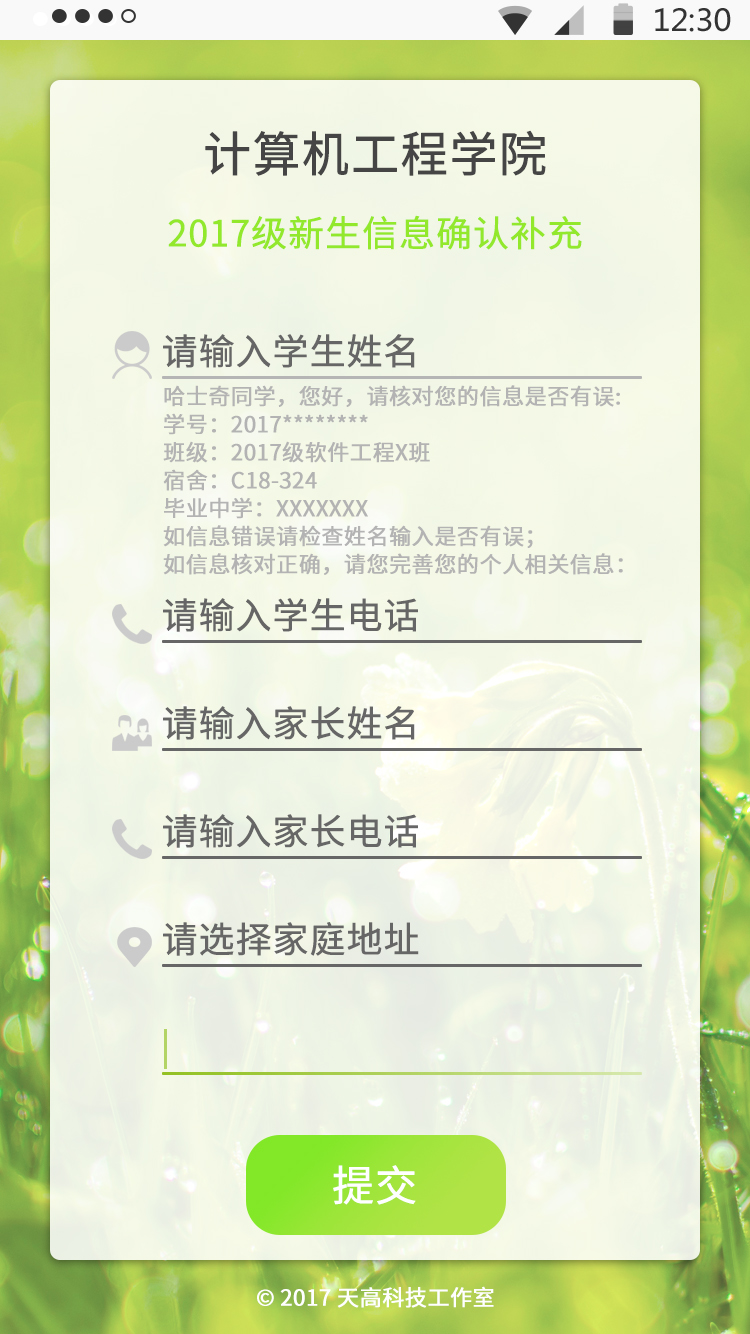 12:30
计算机工程学院
2017级新生信息确认补充
请输入学生姓名
哈士奇同学，您好，请核对您的信息是否有误:
学号：2017********
班级：2017级软件工程X班
宿舍：C18-324
毕业中学：XXXXXXX
如信息错误请检查姓名输入是否有误；
如信息核对正确，请您完善您的个人相关信息：
请输入学生电话
请输入家长姓名
请输入家长电话
请选择家庭地址
提交
© 2017 天高科技工作室